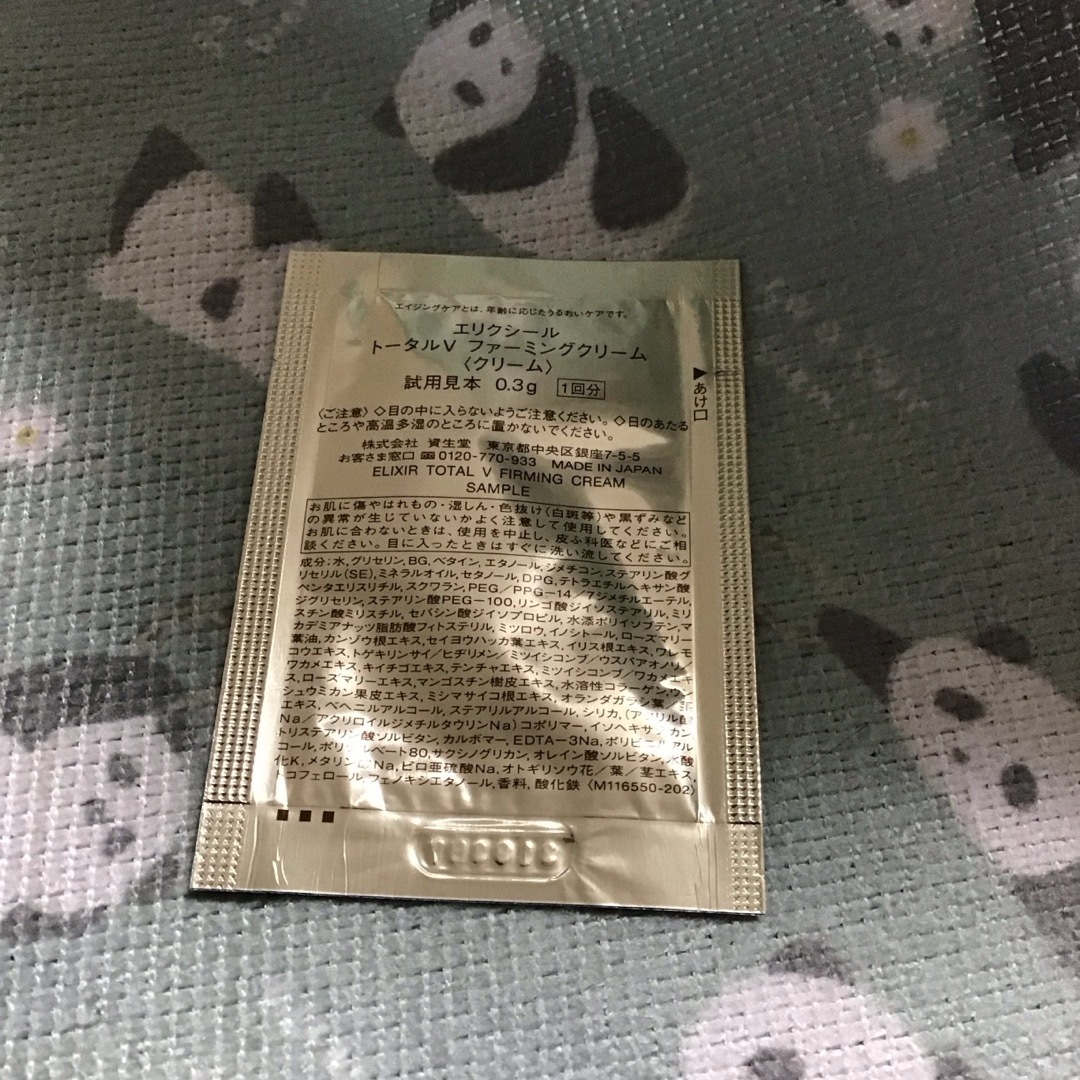 エイジングケアとは、年齢に応じたうるおいケアです。
エリクシール
トータルV ファーミングクリーム
〈クリーム〉
試用見本 0.3g 1回分
▶あけ口
〈ご注意〉◇目の中に入らないようご注意ください。◇日のあたる
ところや高温多湿のところに置かないでください。
株式会社 資生堂 東京都中央区銀座7-5-5
お客さま窓口 0120-770-933 MADE IN JAPAN
ELIXIR TOTAL V FIRMING CREAM
SAMPLE
お肌に傷やはれもの・湿しん・色抜け(白斑等)や黒ずみなど
の異常が生じていないかよく注意して使用してください。
お肌に合わないときは、使用を中止し、皮ふ科医などにご相
談ください。目に入ったときはすぐに洗い流してください。
成分:水,グリセリン,BG,ベタイン,エタノール,ジメチコン,ステアリン酸グ
リセリル(SE),ミネラルオイル,セタノール,DPG,テトラエチルヘキサン酸
ペンタエリスリチル,スクワラン,PEG/PPG-14/7ジメチルエーテル,
ジグリセリン,ステアリン酸PEG-100,リンゴ酸ジイソステアリル,ミリ
スチン酸ミリスチル,セバシン酸ジイソプロピル,水添ポリイソブテン,マ
カデミアナッツ脂肪酸フィトステリル,ミツロウ,イノシトール,ローズマリー
葉油,カンゾウ根エキス,セイヨウハッカ葉エキス,イリス根エキス,ワレモ
コウエキス,トゲキリンサイ/ヒヂリメン/ミツイシコンブ/ウスバアオノリ/
ワカメエキス,キイチゴエキス,テンチャエキス,ミツイシコンブ/ワカメエキ
ス,ローズマリーエキス,マンゴスチン樹皮エキス,水溶性コラーゲン,ウン
シュウミカン果皮エキス,ミシマサイコ根エキス,オランダガラシ葉/茎
エキス,ベヘニルアルコール,ステアリルアルコール,シリカ,(アクリル酸
Na/アクリロイルジメチルタウリンNa)コポリマー,イソヘキサデカン,
トリステアリン酸ソルビタン,カルボマー,EDTA-3Na,ポリビニルアル
コール,ポリソルベート80,サクシノグリカン,オレイン酸ソルビタン,水酸
化K,メタリン酸Na,ピロ亜硫酸Na,オトギリソウ花/葉/茎エキス,
トコフェロール,フェノキシエタノール,香料,酸化鉄〈M116550-202〉